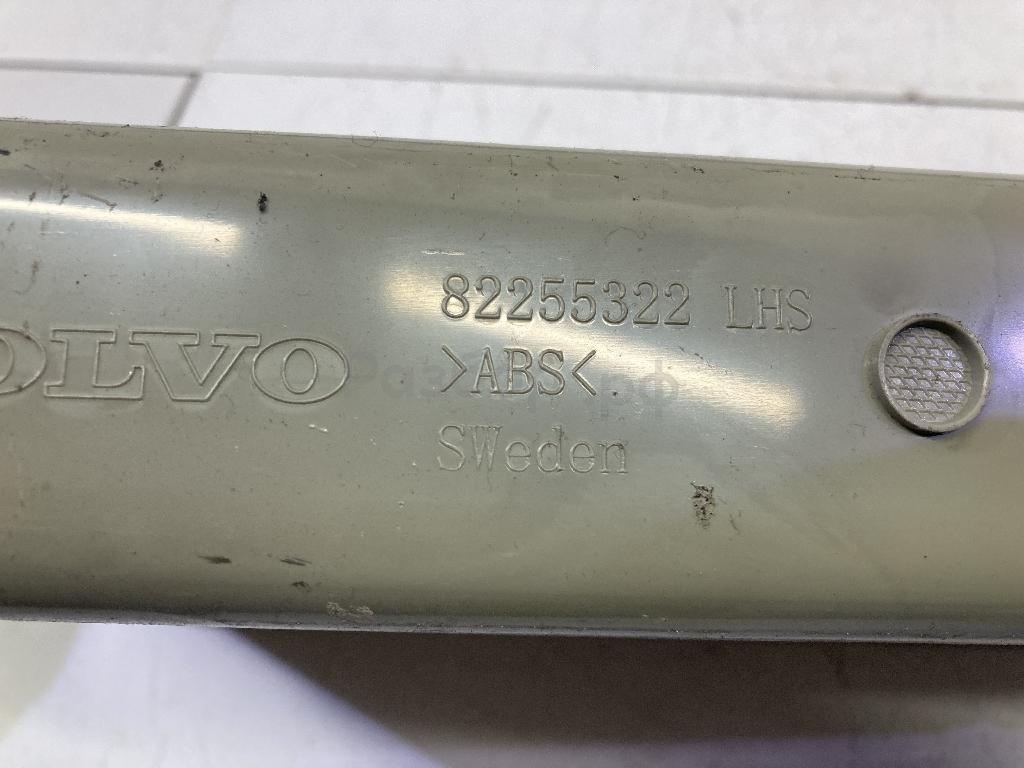 82255322 LHS
OLVO
>ABS<
SWeden